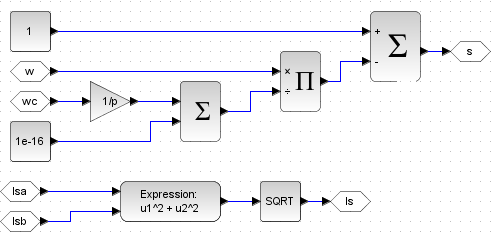 1
+
-
Σ
s
w
×
÷
Π
wc
1/p
Σ
1e-16
Isa
Isb
Expression:
u1^2 + u2^2
SQRT
Is